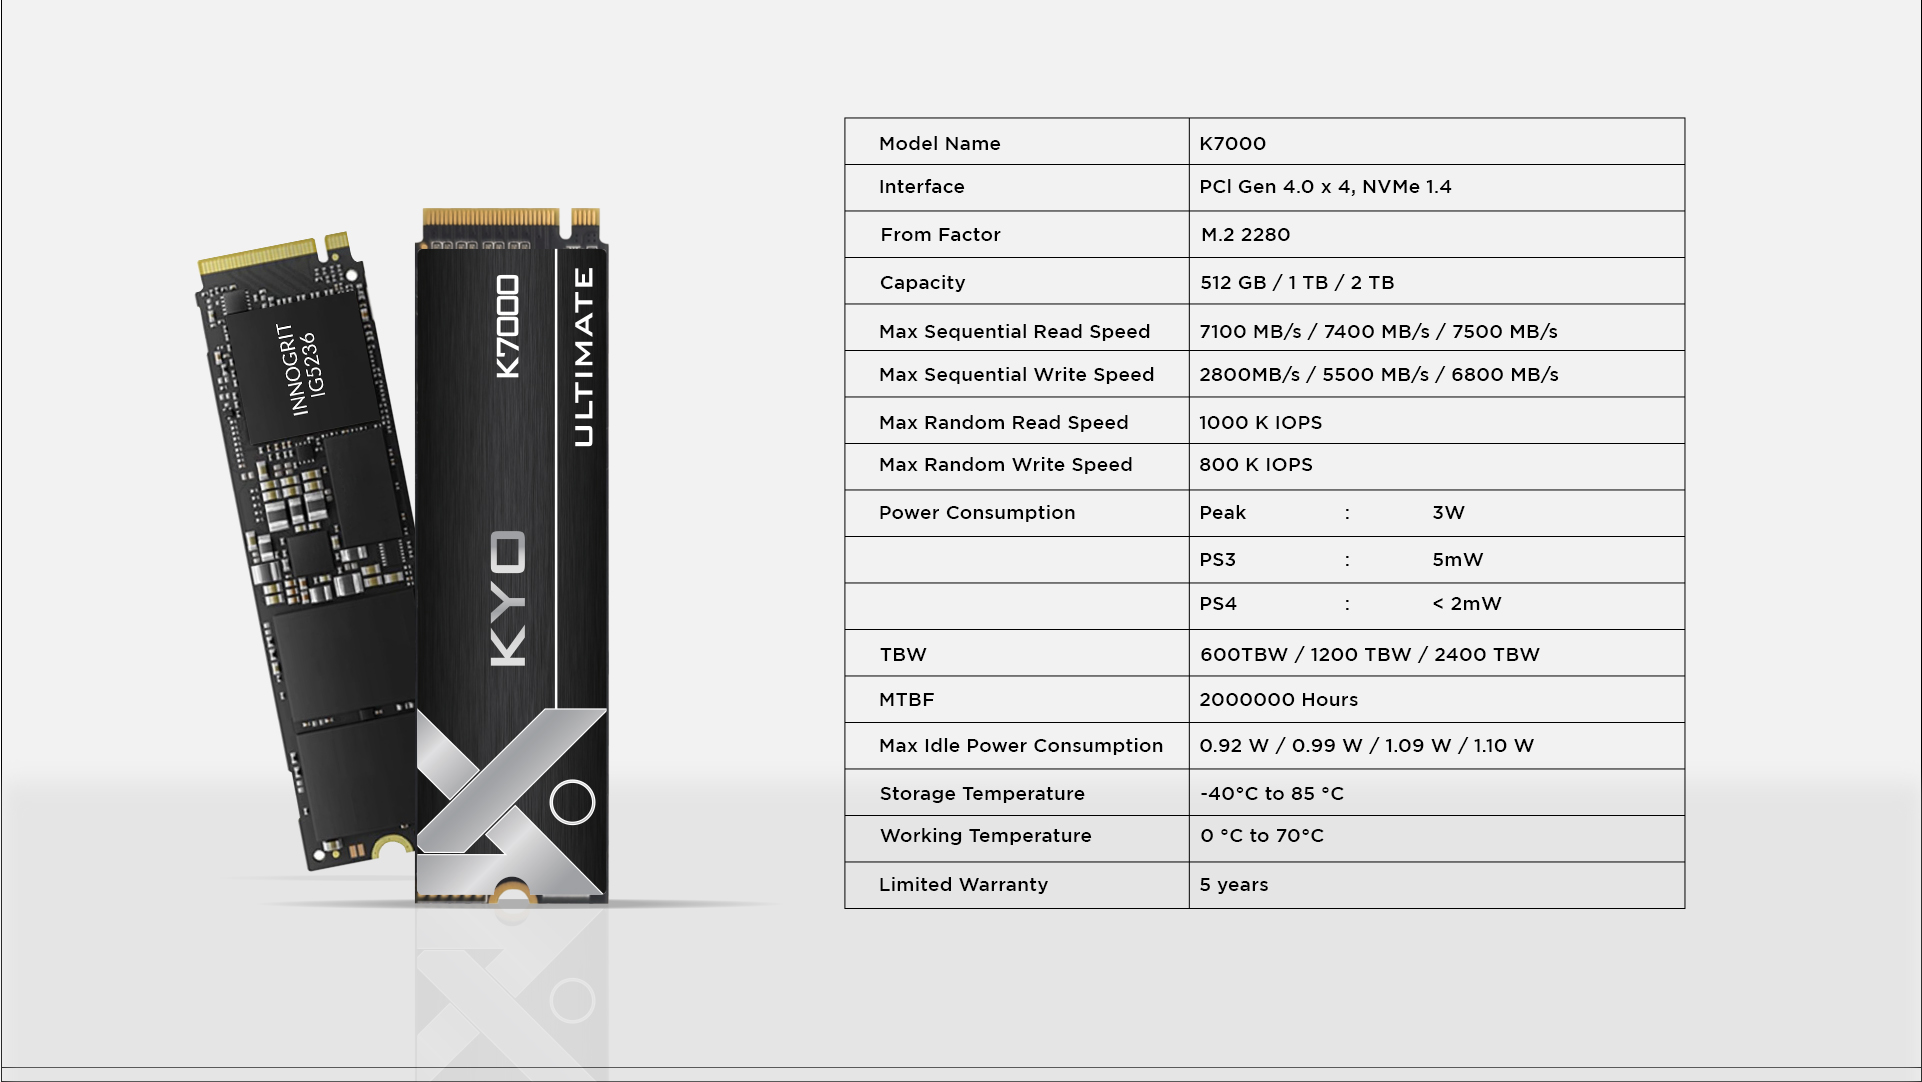 INNOGRIT
IG5236
K7000
ULTIMATE
KYO
Model Name K7000
Interface PCl Gen 4.0 x 4, NVMe 1.4
From Factor M.2 2280
Capacity 512 GB / 1 TB / 2 TB
Max Sequential Read Speed 7100 MB/s / 7400 MB/s / 7500 MB/s
Max Sequential Write Speed 2800MB/s / 5500 MB/s / 6800 MB/s
Max Random Read Speed 1000 K IOPS
Max Random Write Speed 800 K IOPS
Power Consumption Peak : 3W
PS3 : 5mW
PS4 : < 2mW
TBW 600TBW / 1200 TBW / 2400 TBW
MTBF 2000000 Hours
Max Idle Power Consumption 0.92 W / 0.99 W / 1.09 W / 1.10 W
Storage Temperature -40°C to 85 °C
Working Temperature 0 °C to 70°C
Limited Warranty 5 years